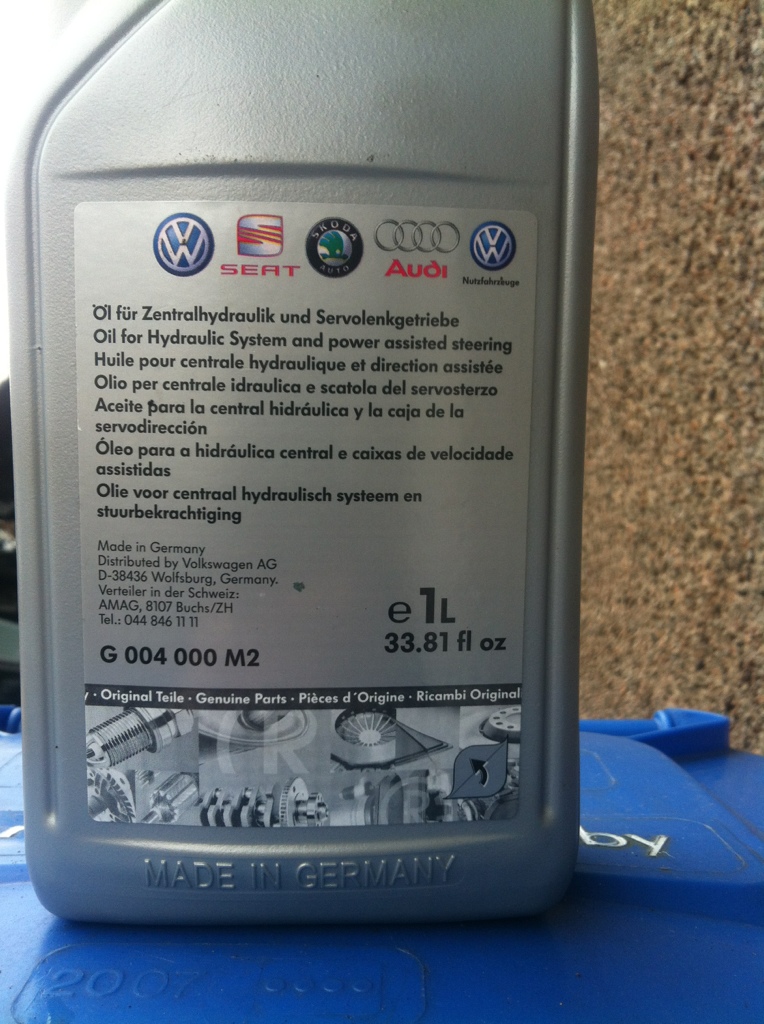 SEAT
SKODA
AUTO
Audi
Nutzfahrzeuge
Öl für Zentralhydraulik und Servolenkgetriebe
Oil for Hydraulic System and power assisted steering
Huile pour centrale hydraulique et direction assistée
Olio per centrale idraulica e scatola del servosterzo
Aceite para la central hidráulica y la caja de la
servodirección
Óleo para a hidráulica central e caixas de velocidade
assistidas
Olie voor centraal hydraulisch systeem en
stuurbekrachtiging
Made in Germany
Distributed by Volkswagen AG
D-38436 Wolfsburg, Germany.
Verteiler in der Schweiz:
AMAG, 8107 Buchs/ZH
Tel.: 044 846 11 11
e 1L
33.81 fl oz
G 004 000 M2
· Original Teile · Genuine Parts · Pièces d´Origine · Ricambi Original
MADE IN GERMANY
2007